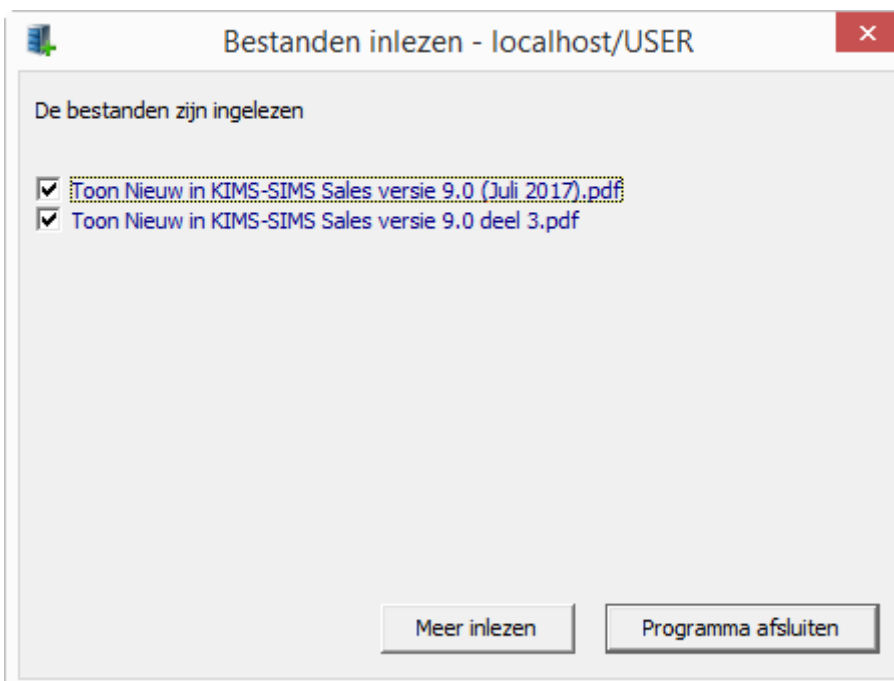 Bestanden inlezen - localhost/USER
De bestanden zijn ingelezen
Toon Nieuw in KIMS-SIMS Sales versie 9.0 (Juli 2017).pdf
Toon Nieuw in KIMS-SIMS Sales versie 9.0 deel 3.pdf
Meer inlezen Programma afsluiten